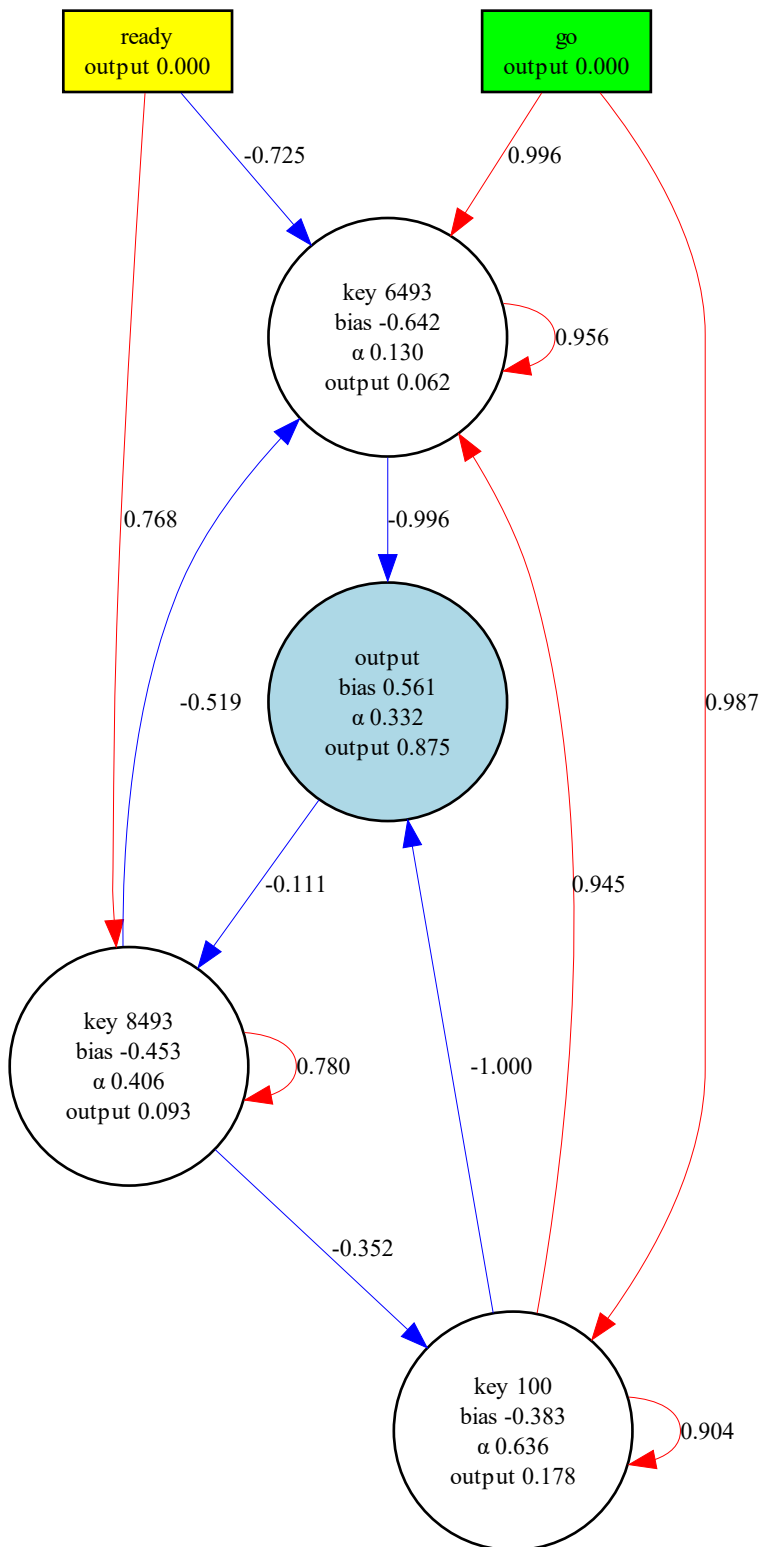 ready
output 0.000
go
output 0.000
-0.725
0.996
key 6493
bias -0.642
α 0.130
output 0.062
0.956
0.768
-0.996
output
bias 0.561
α 0.332
output 0.875
-0.519
0.987
-0.111
0.945
key 8493
bias -0.453
α 0.406
output 0.093
0.780
-1.000
-0.352
key 100
bias -0.383
α 0.636
output 0.178
0.904